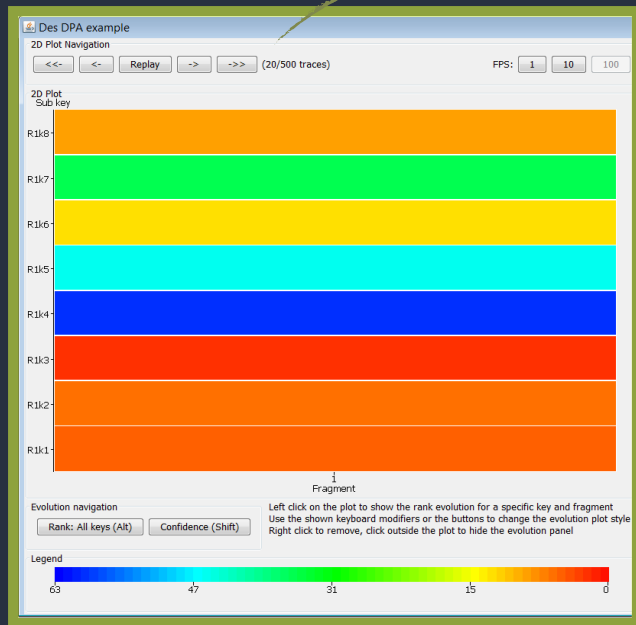 Des DPA example
2D Plot Navigation
<<- <- Replay -> ->> (20/500 traces) FPS: 1 10 100
2D Plot
Sub key
R1k8
R1k7
R1k6
R1k5
R1k4
R1k3
R1k2
R1k1
1
Fragment
Evolution navigation
Rank: All keys (Alt) Confidence (Shift)
Left click on the plot to show the rank evolution for a specific key and fragment
Use the shown keyboard modifiers or the buttons to change the evolution plot style
Right click to remove, click outside the plot to hide the evolution panel
Legend
63 47 31 15 0